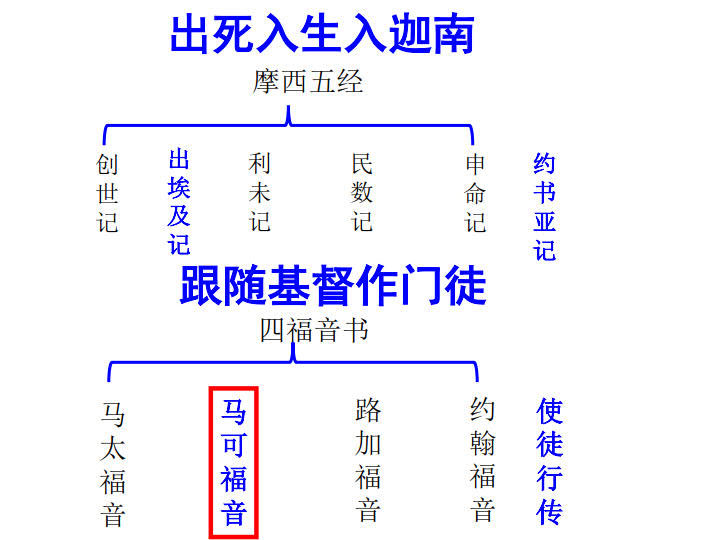 出死入生入迦南
摩西五经
创世记
出埃及记
利未记
民数记
申命记
约书亚记
跟随基督作门徒
四福音书
马太福音
马可福音
路加福音
约翰福音
使徒行传